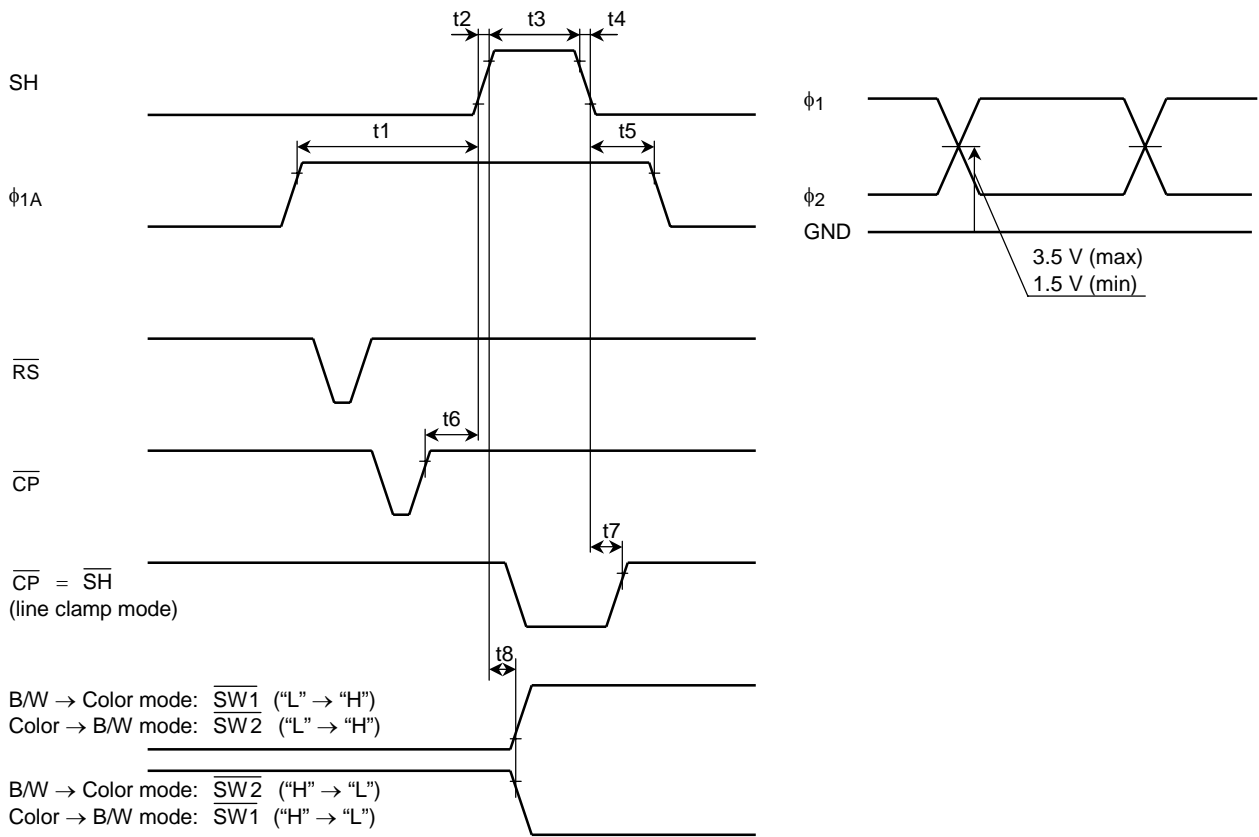 t2 t3 t4
SH
t1 t5
ϕ1A
RS
t6
CP
t7
CP = SH
(line clamp mode)
t8
B/W → Color mode: SW1 (“L” → “H”)
Color → B/W mode: SW2 (“L” → “H”)
B/W → Color mode: SW2 (“H” → “L”)
Color → B/W mode: SW1 (“H” → “L”)
ϕ1
ϕ2
GND
3.5 V (max)
1.5 V (min)